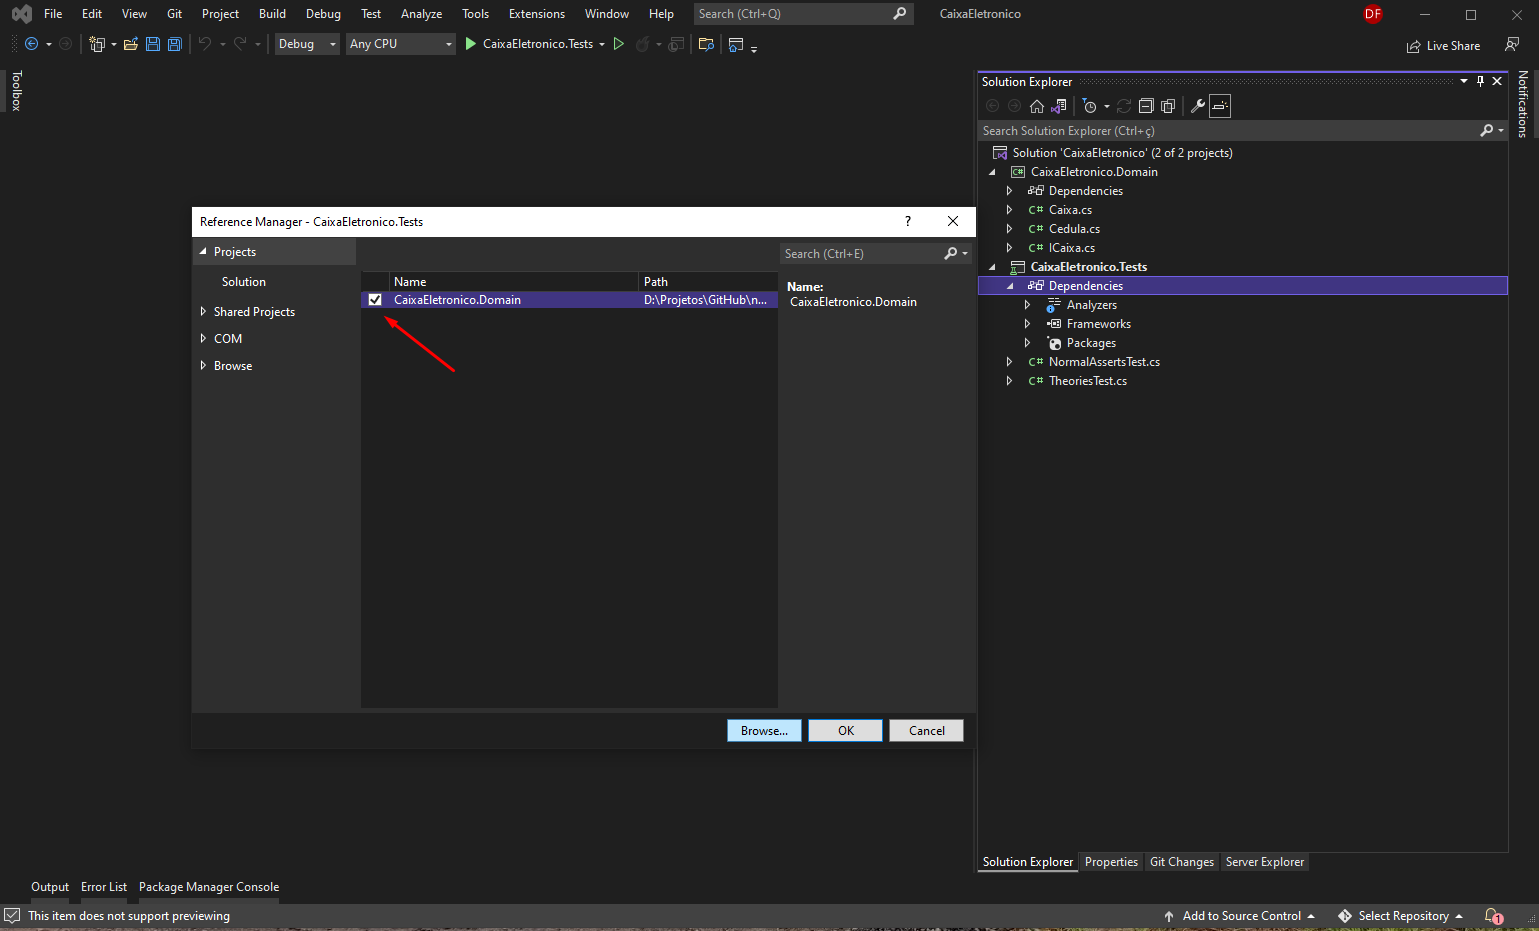 File Edit View Git Project Build Debug Test Analyze Tools Extensions Window Help Search (Ctrl+Q) CaixaEletronico DF
Debug Any CPU CaixaEletronico.Tests Live Share
Toolbox
Notifications
Solution Explorer
Search Solution Explorer (Ctrl+ç)
Solution 'CaixaEletronico' (2 of 2 projects)
C# CaixaEletronico.Domain
Dependencies
C# Caixa.cs
C# Cedula.cs
C# ICaixa.cs
CaixaEletronico.Tests
Dependencies
Analyzers
Frameworks
Packages
C# NormalAssertsTest.cs
C# TheoriesTest.cs
Reference Manager - CaixaEletronico.Tests ?
Projects
Solution
Shared Projects
COM
Browse
Search (Ctrl+E)
Name Path
CaixaEletronico.Domain D:\Projetos\GitHub\n...
Name:
CaixaEletronico.Domain
Browse... OK Cancel
Solution Explorer Properties Git Changes Server Explorer
Output Error List Package Manager Console
This item does not support previewing Add to Source Control Select Repository 1